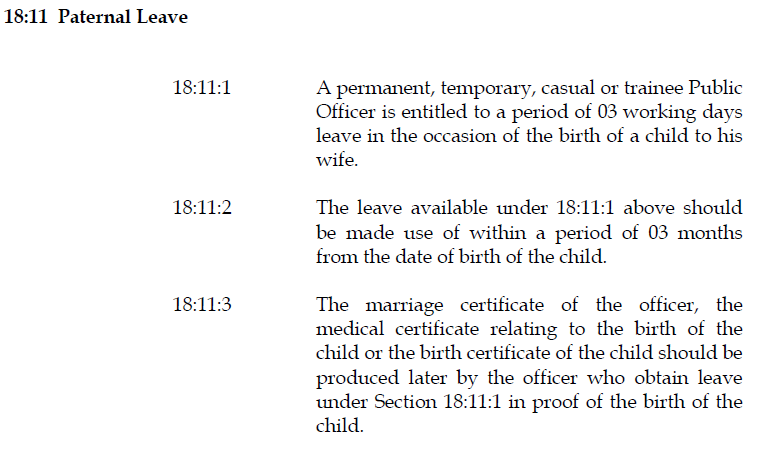 18:11 Paternal Leave
18:11:1 A permanent, temporary, casual or trainee Public
Officer is entitled to a period of 03 working days
leave in the occasion of the birth of a child to his
wife.
18:11:2 The leave available under 18:11:1 above should
be made use of within a period of 03 months
from the date of birth of the child.
18:11:3 The marriage certificate of the officer, the
medical certificate relating to the birth of the
child or the birth certificate of the child should be
produced later by the officer who obtain leave
under Section 18:11:1 in proof of the birth of the
child.